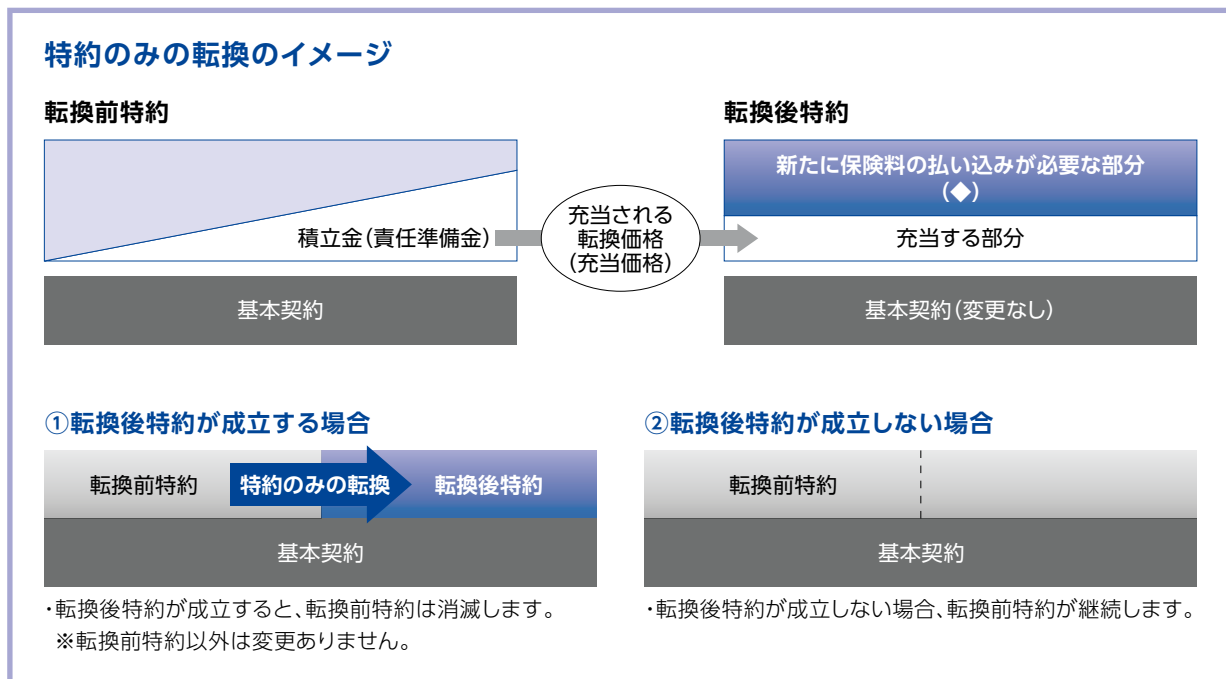 特約のみの転換のイメージ
転換前特約
積立金(責任準備金)
基本契約
充当される
転換価格
(充当価格)
転換後特約
新たに保険料の払い込みが必要な部分
(◆)
充当する部分
基本契約(変更なし)
①転換後特約が成立する場合
転換前特約
特約のみの転換
転換後特約
基本契約
・転換後特約が成立すると、転換前特約は消滅します。
※転換前特約以外は変更ありません。
②転換後特約が成立しない場合
転換前特約
基本契約
・転換後特約が成立しない場合、転換前特約が継続します。